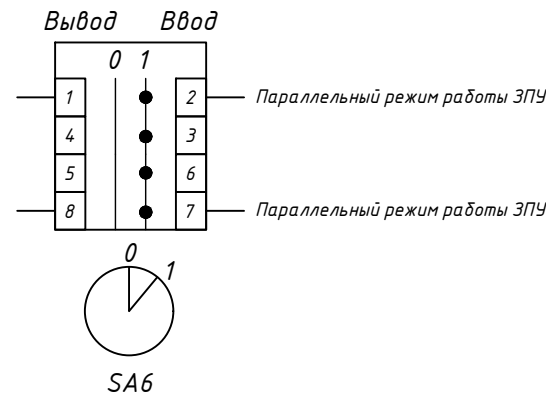 Вывод Ввод
0 1
1 2 Параллельный режим работы ЗПУ
4 3
5 6
8 7 Параллельный режим работы ЗПУ
0
1
SA6